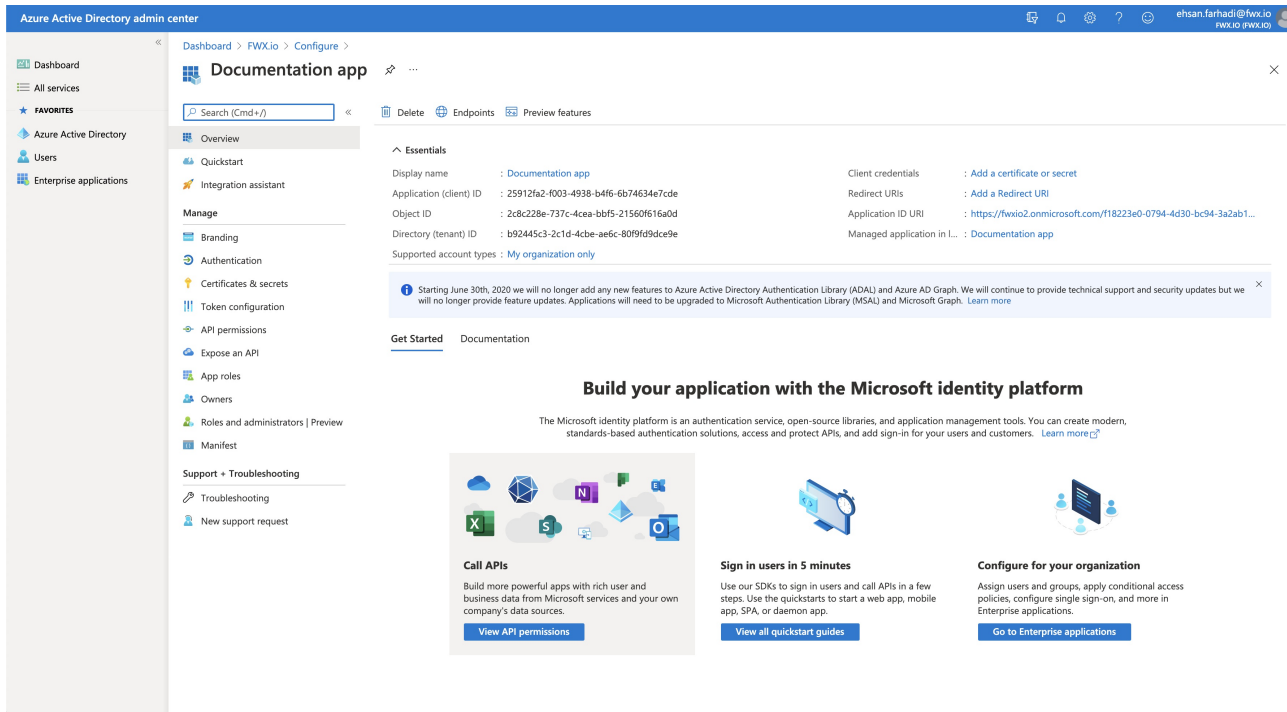 Azure Active Directory admin center
ehsan.farhadi@fwx.io
FWX.IO (FWX.IO)
«
Dashboard
All services
FAVORITES
Azure Active Directory
Users
Enterprise applications
Dashboard > FWX.io > Configure >
Documentation app
Search (Cmd+/)
«
Overview
Quickstart
Integration assistant
Manage
Branding
Authentication
Certificates & secrets
Token configuration
API permissions
Expose an API
App roles
Owners
Roles and administrators | Preview
Manifest
Support + Troubleshooting
Troubleshooting
New support request
Delete Endpoints Preview features
Essentials
Display name : Documentation app
Application (client) ID : 25912fa2-f003-4938-b4f6-6b74634e7cde
Object ID : 2c8c228e-737c-4cea-bbf5-21560f616a0d
Directory (tenant) ID : b92445c3-2c1d-4cbe-ae6c-80f9fd9dce9e
Supported account types : My organization only
Client credentials : Add a certificate or secret
Redirect URIs : Add a Redirect URI
Application ID URI : https://fwxio2.onmicrosoft.com/f18223e0-0794-4d30-bc94-3a2ab1...
Managed application in l... : Documentation app
Starting June 30th, 2020 we will no longer add any new features to Azure Active Directory Authentication Library (ADAL) and Azure AD Graph. We will continue to provide technical support and security updates but we
will no longer provide feature updates. Applications will need to be upgraded to Microsoft Authentication Library (MSAL) and Microsoft Graph. Learn more
Get Started Documentation
Build your application with the Microsoft identity platform
The Microsoft identity platform is an authentication service, open-source libraries, and application management tools. You can create modern,
standards-based authentication solutions, access and protect APIs, and add sign-in for your users and customers. Learn more
N
E
X
S
O
Call APIs
Build more powerful apps with rich user and
business data from Microsoft services and your own
company's data sources.
View API permissions
Sign in users in 5 minutes
Use our SDKs to sign in users and call APIs in a few
steps. Use the quickstarts to start a web app, mobile
app, SPA, or daemon app.
View all quickstart guides
Configure for your organization
Assign users and groups, apply conditional access
policies, configure single sign-on, and more in
Enterprise applications.
Go to Enterprise applications